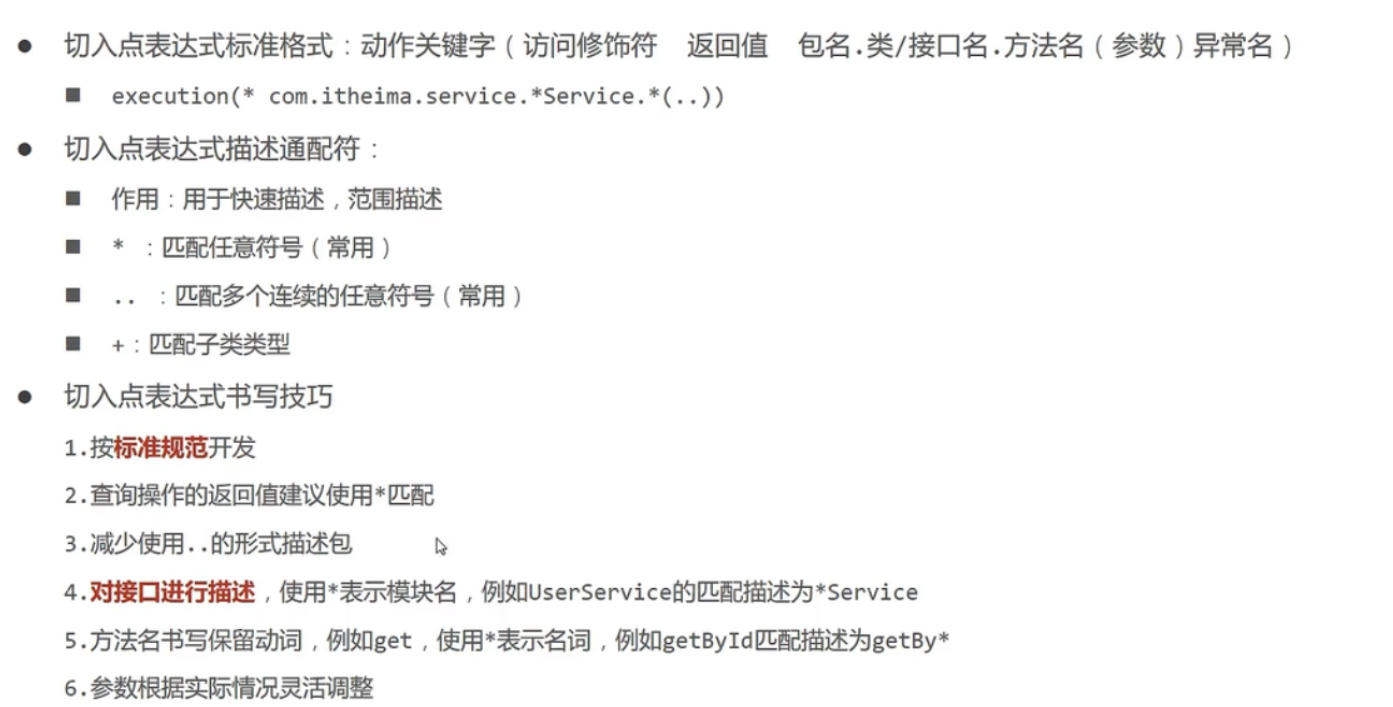 ● 切入点表达式标准格式：动作关键字（访问修饰符 返回值 包名.类/接口名.方法名（参数）异常名）
■ execution(* com.itheima.service.*Service.*(..))
● 切入点表达式描述通配符：
■ 作用：用于快速描述，范围描述
■ * ：匹配任意符号（常用）
■ .. ：匹配多个连续的任意符号（常用）
■ +：匹配子类类型
● 切入点表达式书写技巧
1.按标准规范开发
2.查询操作的返回值建议使用*匹配
3.减少使用..的形式描述包
4.对接口进行描述，使用*表示模块名，例如UserService的匹配描述为*Service
5.方法名书写保留动词，例如get，使用*表示名词，例如getById匹配描述为getBy*
6.参数根据实际情况灵活调整